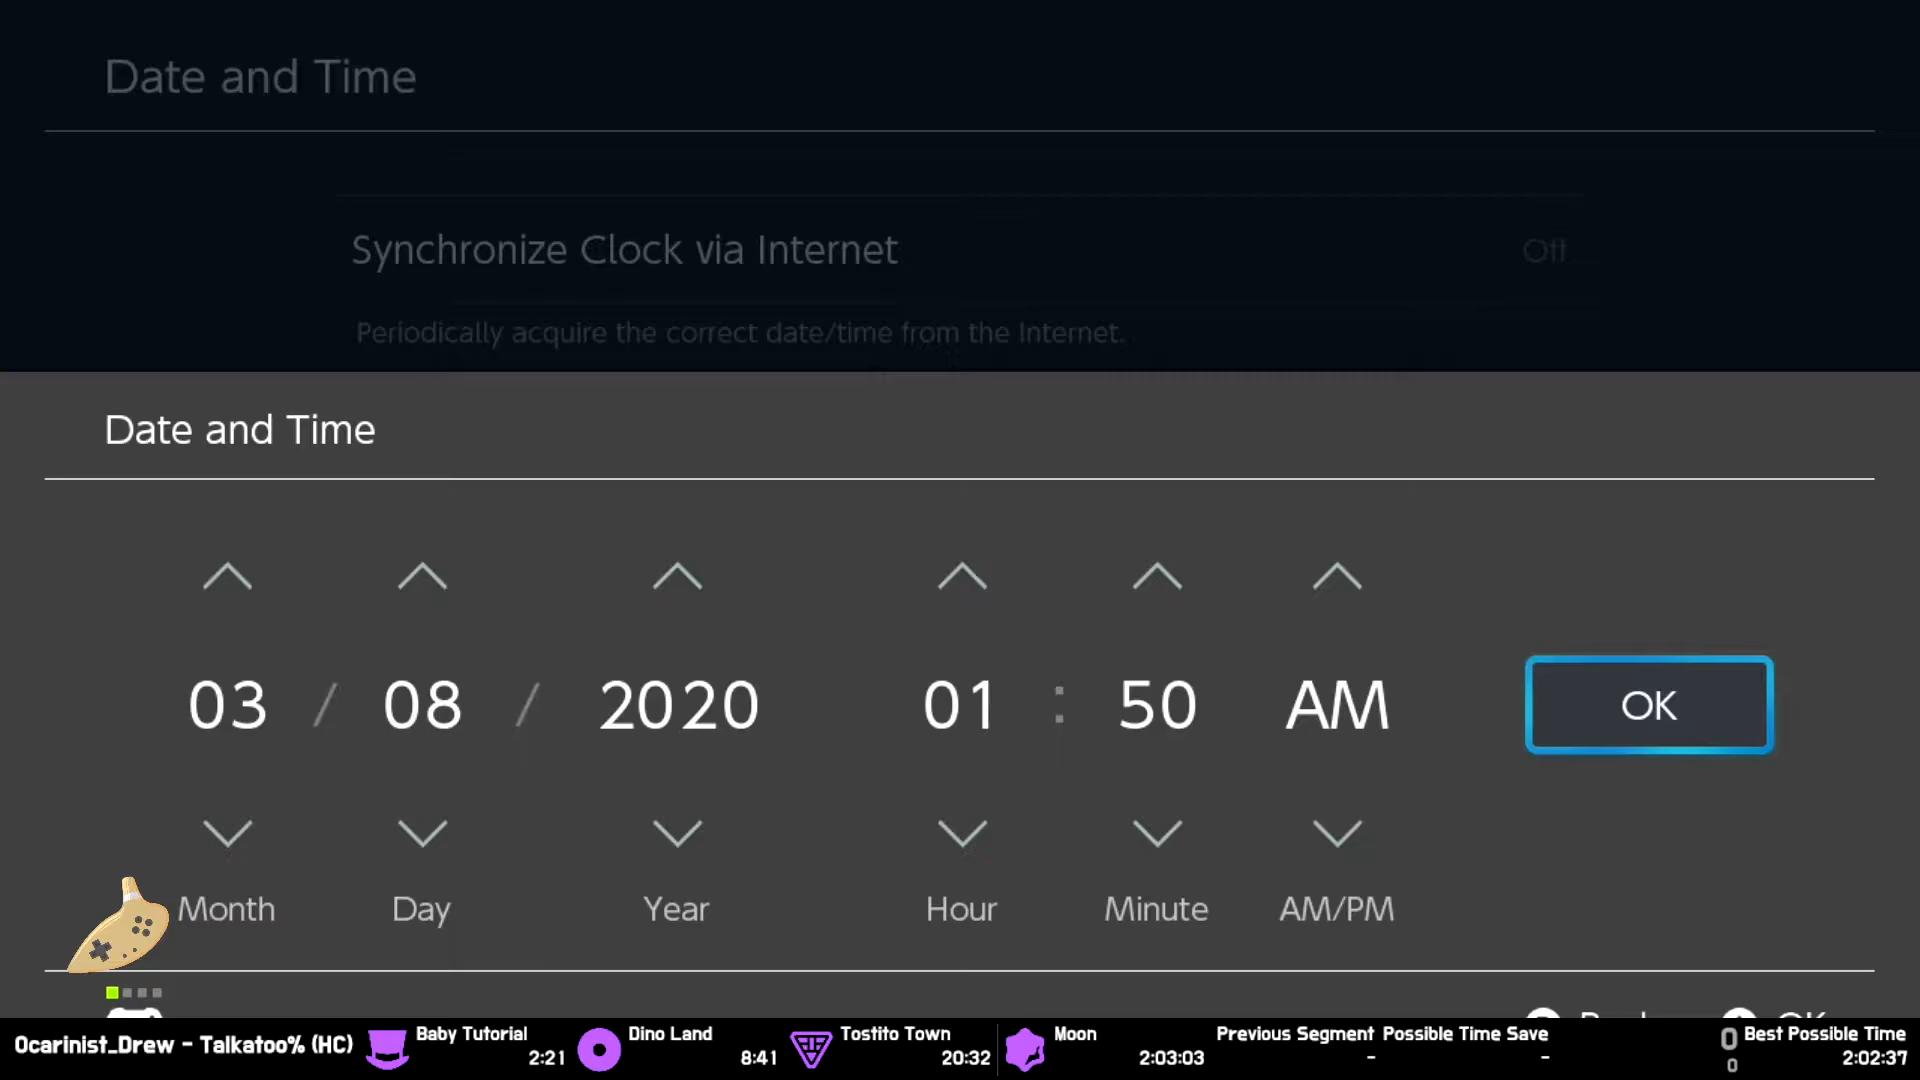 Date and Time
Synchronize Clock via Internet Off
Periodically acquire the correct date/time from the Internet.
Date and Time
03 / 08 / 2020 01 : 50 AM OK
Month Day Year Hour Minute AM/PM
Ocarinist_Drew - Talkatoo% (HC)
Baby Tutorial
2:21
Dino Land
8:41
Tostito Town
20:32
Moon
2:03:03
Previous Segment
-
Possible Time Save
-
0
0
Best Possible Time
2:02:37